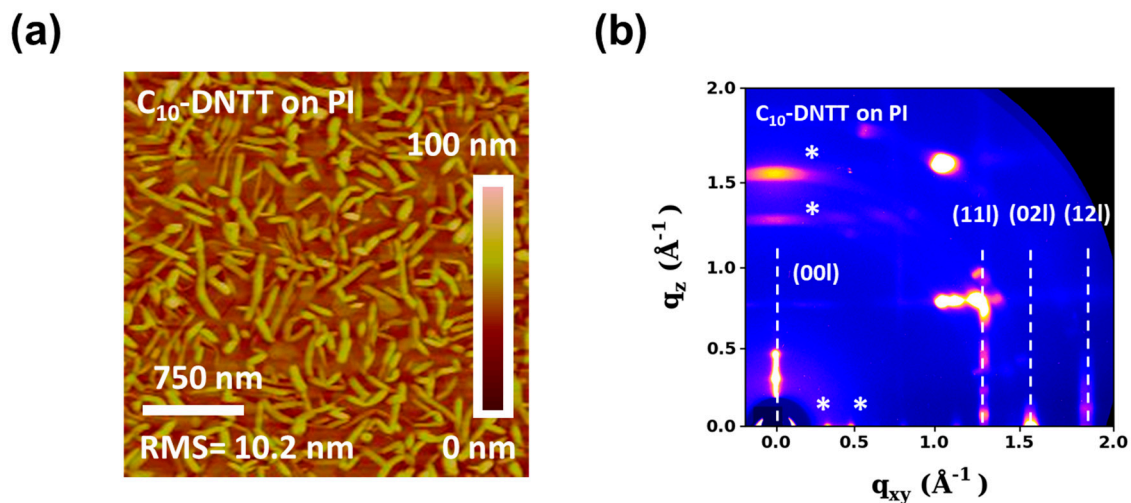 (a)
C₁₀-DNTT on PI
100 nm
750 nm
RMS= 10.2 nm
0 nm
(b)
2.0
C₁₀-DNTT on PI
*
1.5
*
(11l) (02l) (12l)
(00l)
1.0
0.5
* *
0.0
0.0 0.5 1.0 1.5 2.0
q_z (Å⁻¹)
q_xy (Å⁻¹)